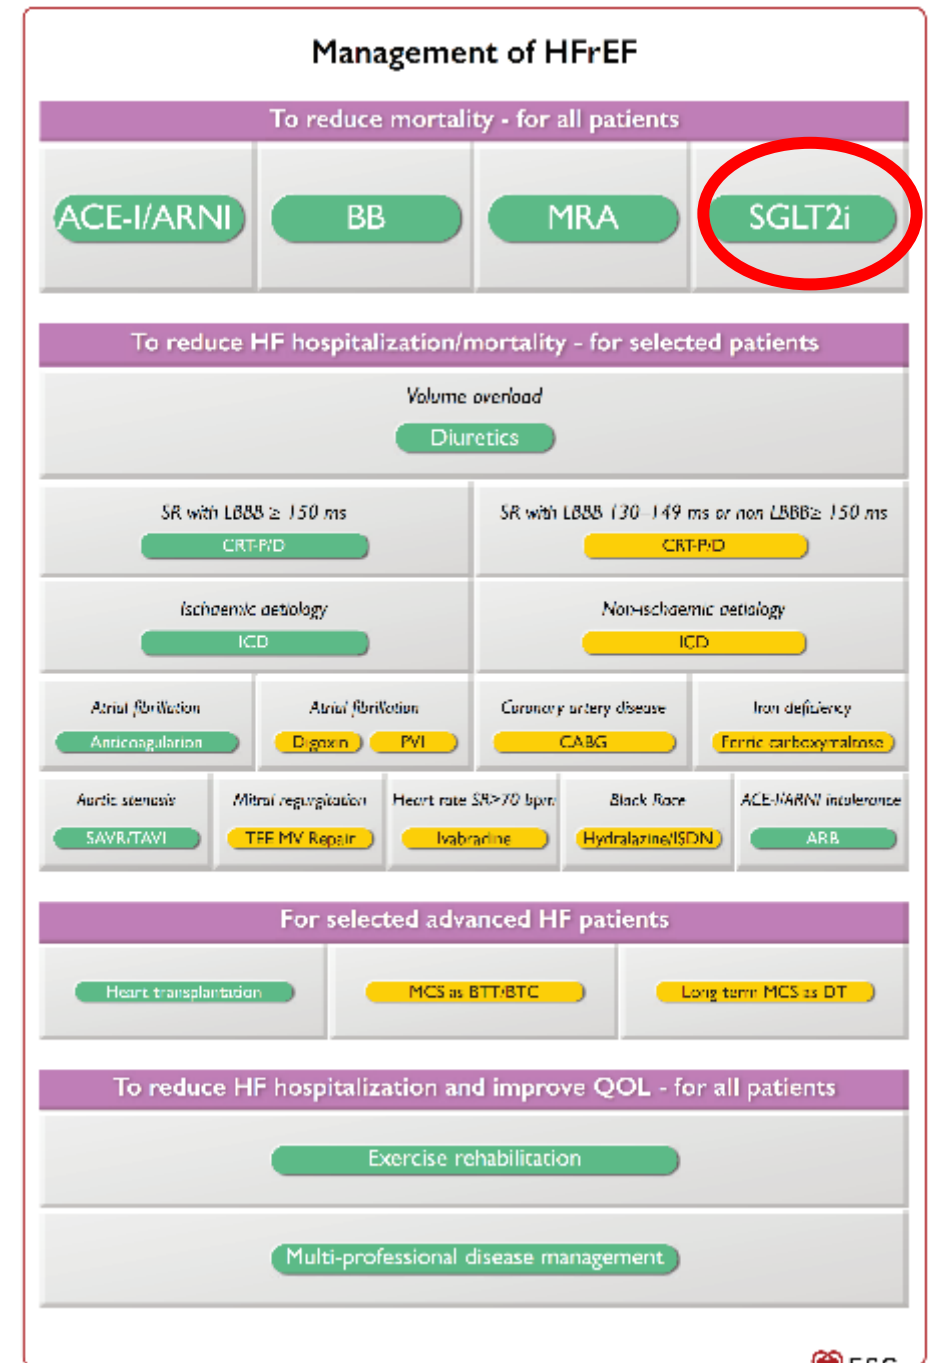 Management of HFrEF
To reduce mortality - for all patients
ACE-I/ARNI BB MRA SGLT2i
To reduce HF hospitalization/mortality - for selected patients
Volume overload
Diuretics
SR with LBBB ≥ 150 ms SR with LBBB 130–149 ms or non LBBB≥ 150 ms
CRT-P/D CRT-P/D
Ischaemic aetiology Non-ischaemic aetiology
ICD ICD
Atrial fibrillation Atrial fibrillation Coronary artery disease Iron deficiency
Anticoagulation Digoxin PVI CABG Ferric carboxymaltose
Aortic stenosis Mitral regurgitation Heart rate SR>70 bpm Black Race ACE-I/ARNI intolerance
SAVR/TAVI TEE MV Repair Ivabradine Hydralazine/ISDN ARB
For selected advanced HF patients
Heart transplantation MCS as BTT/BTC Long term MCS as DT
To reduce HF hospitalization and improve QOL - for all patients
Exercise rehabilitation
Multi-professional disease management